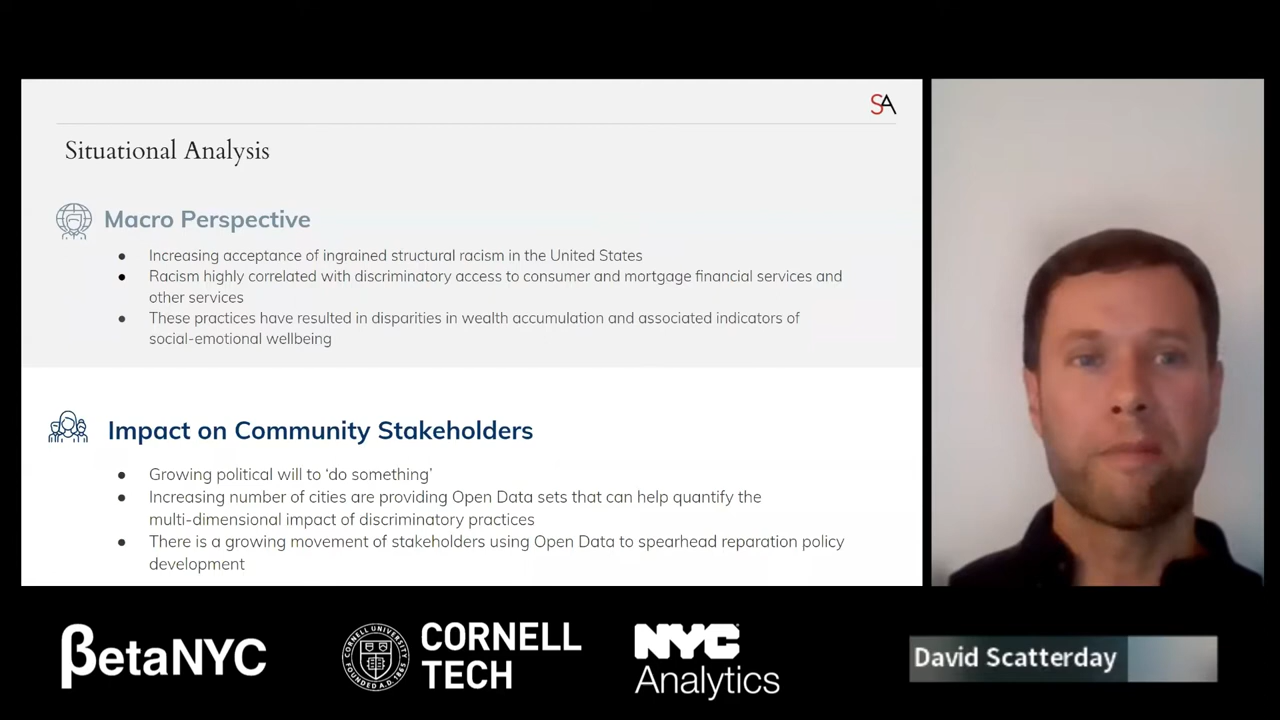 SA
Situational Analysis
Macro Perspective
● Increasing acceptance of ingrained structural racism in the United States
● Racism highly correlated with discriminatory access to consumer and mortgage financial services and
other services
● These practices have resulted in disparities in wealth accumulation and associated indicators of
social-emotional wellbeing
Impact on Community Stakeholders
● Growing political will to ‘do something’
● Increasing number of cities are providing Open Data sets that can help quantify the
multi-dimensional impact of discriminatory practices
● There is a growing movement of stakeholders using Open Data to spearhead reparation policy
development
βetaNYC
CORNELL UNIVERSITY
FOUNDED A.D. 1865
CORNELL
TECH
NYC
Analytics
David Scatterday